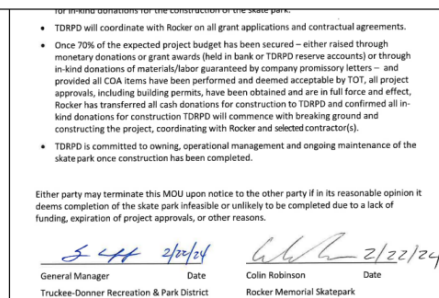 for in-kind donations for the construction of the skate park.
• TDRPD will coordinate with Rocker on all grant applications and contractual agreements.
• Once 70% of the expected project budget has been secured – either raised through
monetary donations or grant awards (held in bank or TDRPD reserve accounts) or through
in-kind donations of materials/labor guaranteed by company promissory letters – and
provided all COA items have been performed and deemed acceptable by TOT, all project
approvals, including building permits, have been obtained and are in full force and effect,
Rocker has transferred all cash donations for construction to TDRPD and confirmed all in-
kind donations for construction TDRPD will commence with breaking ground and
constructing the project, coordinating with Rocker and selected contractor(s).
• TDRPD is committed to owning, operational management and ongoing maintenance of the
skate park once construction has been completed.
Either party may terminate this MOU upon notice to the other party if in its reasonable opinion it
deems completion of the skate park infeasible or unlikely to be completed due to a lack of
funding, expiration of project approvals, or other reasons.
2/22/24 2/22/24
General Manager Date Colin Robinson Date
Truckee-Donner Recreation & Park District Rocker Memorial Skatepark